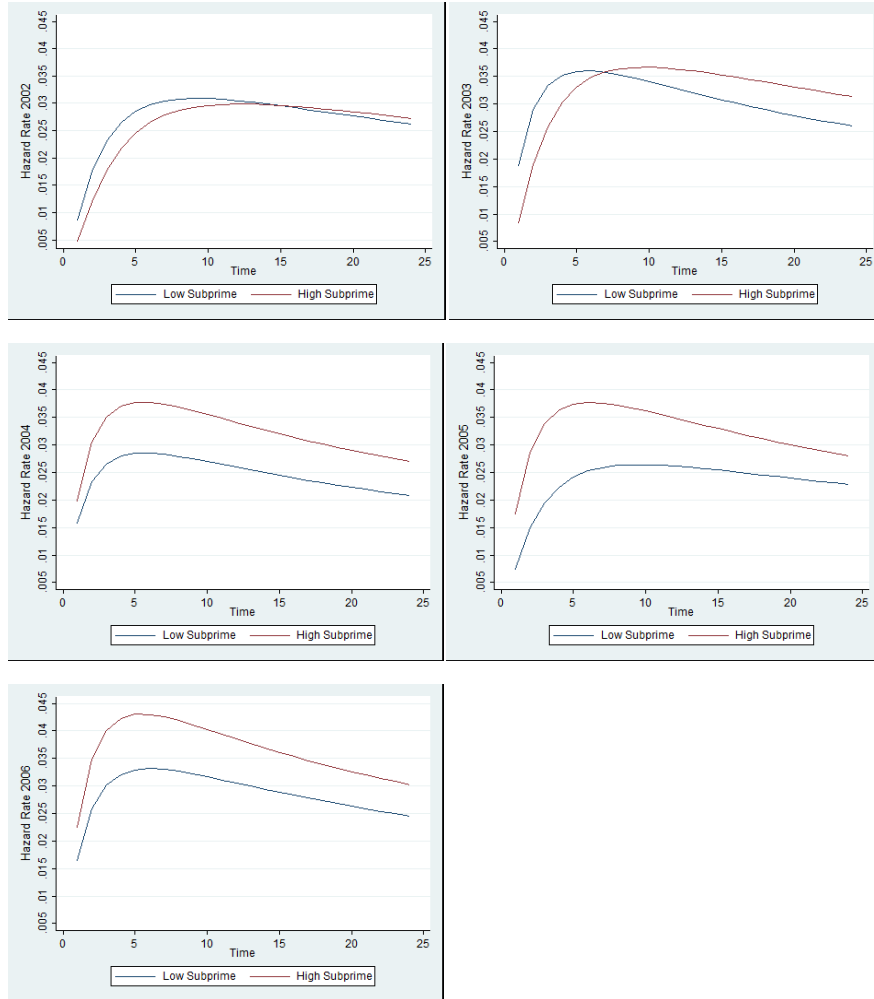 Hazard Rate 2002
.005 .01 .015 .02 .025 .03 .035 .04 .045
0 5 10 15 20 25
Time
Low Subprime High Subprime
Hazard Rate 2003
.005 .01 .015 .02 .025 .03 .035 .04 .045
0 5 10 15 20 25
Time
Low Subprime High Subprime
Hazard Rate 2004
.005 .01 .015 .02 .025 .03 .035 .04 .045
0 5 10 15 20 25
Time
Low Subprime High Subprime
Hazard Rate 2005
.005 .01 .015 .02 .025 .03 .035 .04 .045
0 5 10 15 20 25
Time
Low Subprime High Subprime
Hazard Rate 2006
.005 .01 .015 .02 .025 .03 .035 .04 .045
0 5 10 15 20 25
Time
Low Subprime High Subprime